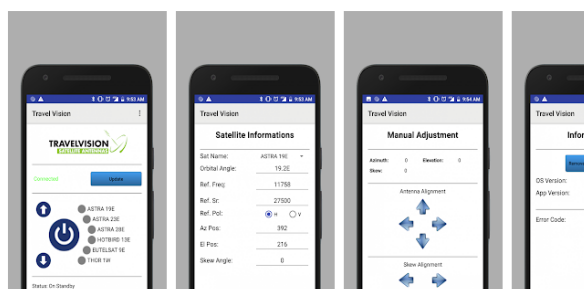 9:53 AM
Travel Vision
TRAVELVISION
SATELLITE ANTENNAS
Connected
Update
ASTRA 19E
ASTRA 23E
ASTRA 28E
HOTBIRD 13E
EUTELSAT 9E
THOR 1W
Status: On Standby
9:53 AM
Travel Vision
Satellite Informations
Sat Name: ASTRA 19E
Orbital Angle: 19.2E
Ref. Freq: 11758
Ref. Sr: 27500
Ref. Pol: H V
Az Pos: 392
El Pos: 216
Skew Angle: 0
9:54 AM
Travel Vision
Manual Adjustment
Azimuth: 0 Elevation: 0
Skew: 0
Antenna Alignment
Skew Alignment
Travel Vision
Infor
OS Version:
App Version:
Error Code: